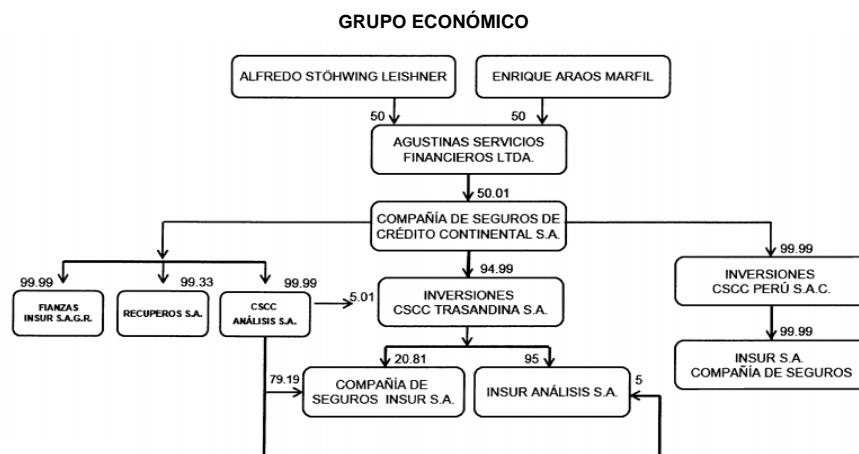 GRUPO ECONÓMICO
ALFREDO STÖHWING LEISHNER
ENRIQUE ARAOS MARFIL
50
50
AGUSTINAS SERVICIOS
FINANCIEROS LTDA.
50.01
COMPAÑÍA DE SEGUROS DE
CRÉDITO CONTINENTAL S.A.
99.99
99.33
99.99
94.99
99.99
FIANZAS
INSUR S.A.G.R.
RECUPEROS S.A.
CSCC
ANÁLISIS S.A.
5.01
INVERSIONES
CSCC TRASANDINA S.A.
INVERSIONES
CSCC PERÚ S.A.C.
99.99
20.81
95
79.19
COMPAÑÍA DE
SEGUROS INSUR S.A.
INSUR ANÁLISIS S.A.
5
INSUR S.A.
COMPAÑÍA DE SEGUROS